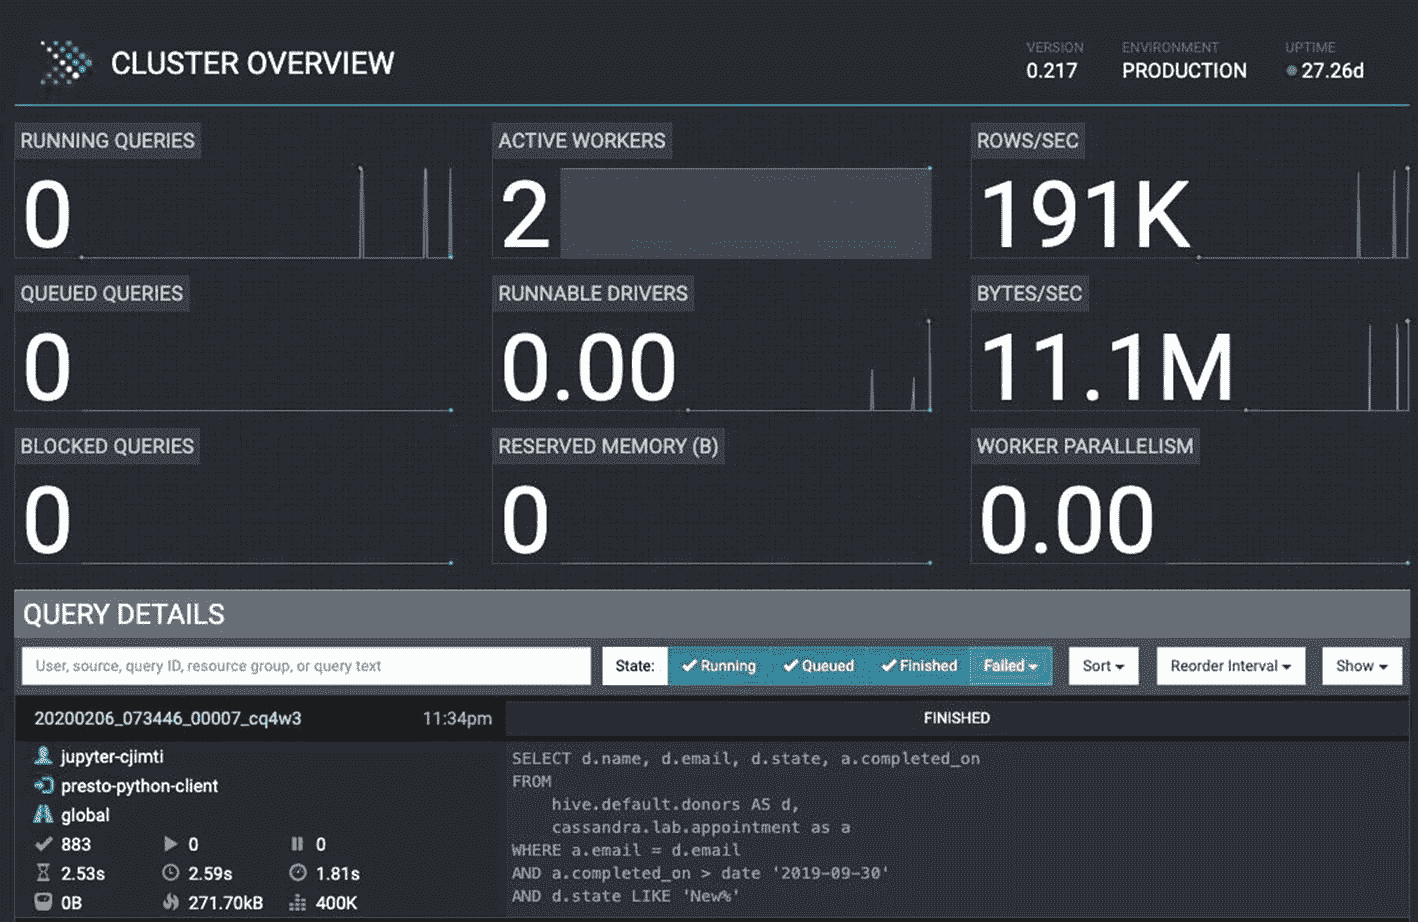 CLUSTER OVERVIEW
VERSION
0.217
ENVIRONMENT
PRODUCTION
UPTIME
27.26d
RUNNING QUERIES
0
ACTIVE WORKERS
2
ROWS/SEC
191K
QUEUED QUERIES
0
RUNNABLE DRIVERS
0.00
BYTES/SEC
11.1M
BLOCKED QUERIES
0
RESERVED MEMORY (B)
0
WORKER PARALLELISM
0.00
QUERY DETAILS
User, source, query ID, resource group, or query text
State:
Running
Queued
Finished
Failed
Sort
Reorder Interval
Show
20200206_073446_00007_cq4w3
11:34pm
FINISHED
jupyter-cjimti
presto-python-client
global
883
0
0
2.53s
2.59s
1.81s
0B
271.70kB
400K
SELECT d.name, d.email, d.state, a.completed_on
FROM
hive.default.donors AS d,
cassandra.lab.appointment as a
WHERE a.email = d.email
AND a.completed_on > date '2019-09-30'
AND d.state LIKE 'New%'